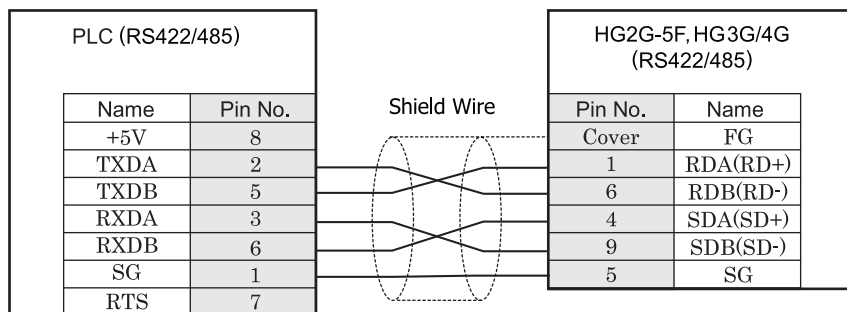 PLC (RS422/485)
HG2G-5F, HG3G/4G
(RS422/485)
Shield Wire
Name Pin No.
+5V 8
TXDA 2
TXDB 5
RXDA 3
RXDB 6
SG 1
RTS 7
Pin No. Name
Cover FG
1 RDA(RD+)
6 RDB(RD-)
4 SDA(SD+)
9 SDB(SD-)
5 SG